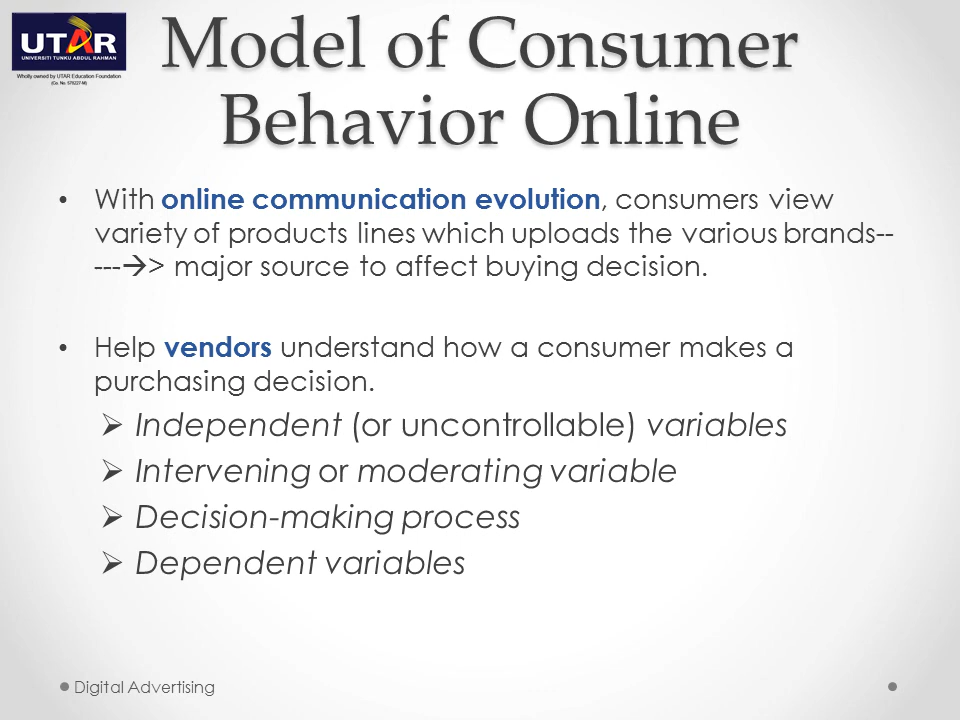 UTAR
UNIVERSITI TUNKU ABDUL RAHMAN
Wholly owned by UTAR Education Foundation
(Co. No. 578227-M)
Model of Consumer
Behavior Online
• With online communication evolution, consumers view
variety of products lines which uploads the various brands--
---→> major source to affect buying decision.
• Help vendors understand how a consumer makes a
purchasing decision.
➢ Independent (or uncontrollable) variables
➢ Intervening or moderating variable
➢ Decision-making process
➢ Dependent variables
Digital Advertising